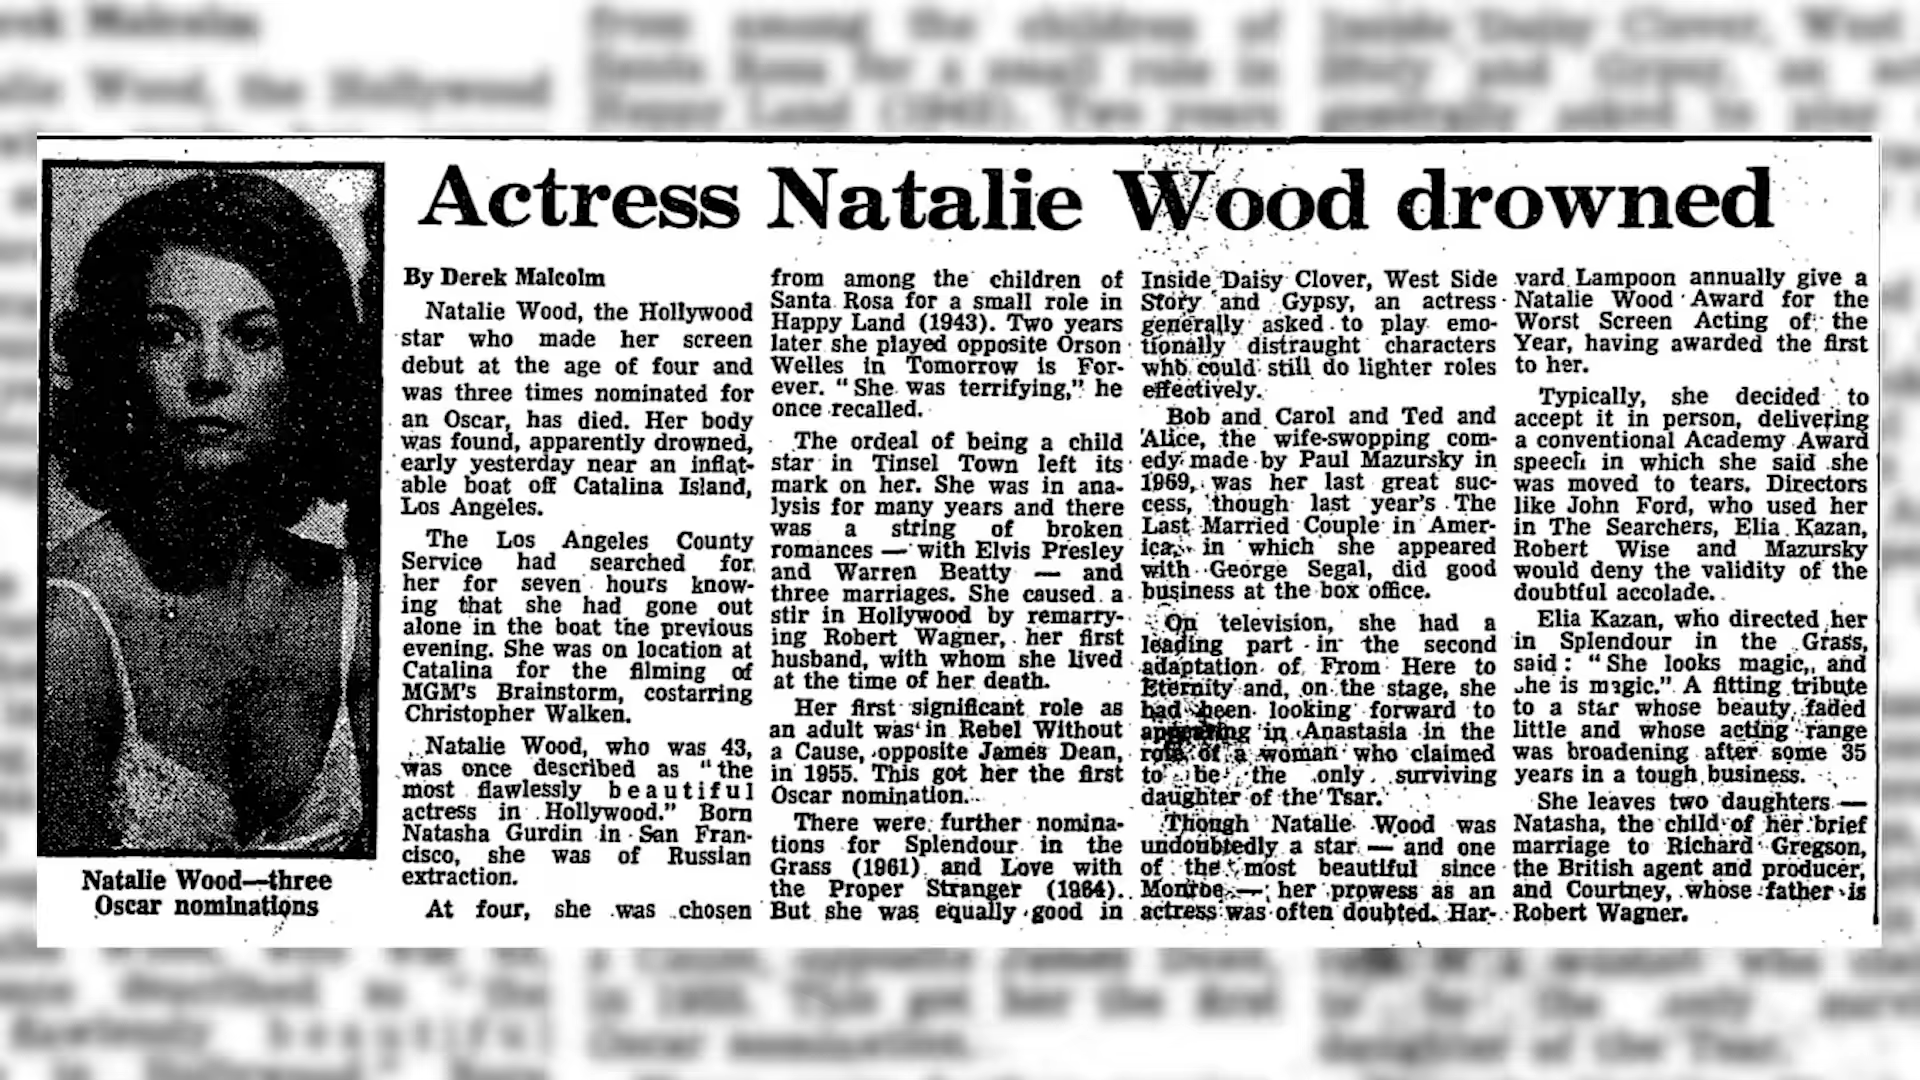 Actress Natalie Wood drowned
Natalie Wood—three
Oscar nominations
By Derek Malcolm
Natalie Wood, the Hollywood
star who made her screen
debut at the age of four and
was three times nominated for
an Oscar, has died. Her body
was found, apparently drowned,
early yesterday near an inflat-
able boat off Catalina Island,
Los Angeles.
The Los Angeles County
Service had searched for
her for seven hours know-
ing that she had gone out
alone in the boat the previous
evening. She was on location at
Catalina for the filming of
MGM's Brainstorm, costarring
Christopher Walken.
Natalie Wood, who was 43,
was once described as "the
most flawlessly beautiful
actress in Hollywood." Born
Natasha Gurdin in San Fran-
cisco, she was of Russian
extraction.
At four, she was chosen
from among the children of
Santa Rosa for a small role in
Happy Land (1943). Two years
later she played opposite Orson
Welles in Tomorrow is For-
ever. "She was terrifying," he
once recalled.
The ordeal of being a child
star in Tinsel Town left its
mark on her. She was in ana-
lysis for many years and there
was a string of broken
romances — with Elvis Presley
and Warren Beatty — and
three marriages. She caused a
stir in Hollywood by remarry-
ing Robert Wagner, her first
husband, with whom she lived
at the time of her death.
Her first significant role as
an adult was in Rebel Without
a Cause, opposite James Dean,
in 1955. This got her the first
Oscar nomination.
There were further nomina-
tions for Splendour in the
Grass (1961) and Love with
the Proper Stranger (1964).
But she was equally good in
Inside Daisy Clover, West Side
Story and Gypsy, an actress
generally asked to play emo-
tionally distraught characters
who could still do lighter roles
effectively.
Bob and Carol and Ted and
Alice, the wife-swopping com-
edy made by Paul Mazursky in
1969, was her last great suc-
cess, though last year's The
Last Married Couple in Amer-
ica, in which she appeared
with George Segal, did good
business at the box office.
On television, she had a
leading part in the second
adaptation of From Here to
Eternity and, on the stage, she
had been looking forward to
appearing in Anastasia in the
role of a woman who claimed
to be the only surviving
daughter of the Tsar.
Though Natalie Wood was
undoubtedly a star — and one
of the most beautiful since
Monroe — her prowess as an
actress was often doubted. Har-
vard Lampoon annually give a
Natalie Wood Award for the
Worst Screen Acting of the
Year, having awarded the first
to her.
Typically, she decided to
accept it in person, delivering
a conventional Academy Award
speech in which she said she
was moved to tears. Directors
like John Ford, who used her
in The Searchers, Elia Kazan,
Robert Wise and Mazursky
would deny the validity of the
doubtful accolade.
Elia Kazan, who directed her
in Splendour in the Grass,
said: "She looks magic, and
she is magic." A fitting tribute
to a star whose beauty faded
little and whose acting range
was broadening after some 35
years in a tough business.
She leaves two daughters —
Natasha, the child of her brief
marriage to Richard Gregson,
the British agent and producer,
and Courtney, whose father is
Robert Wagner.